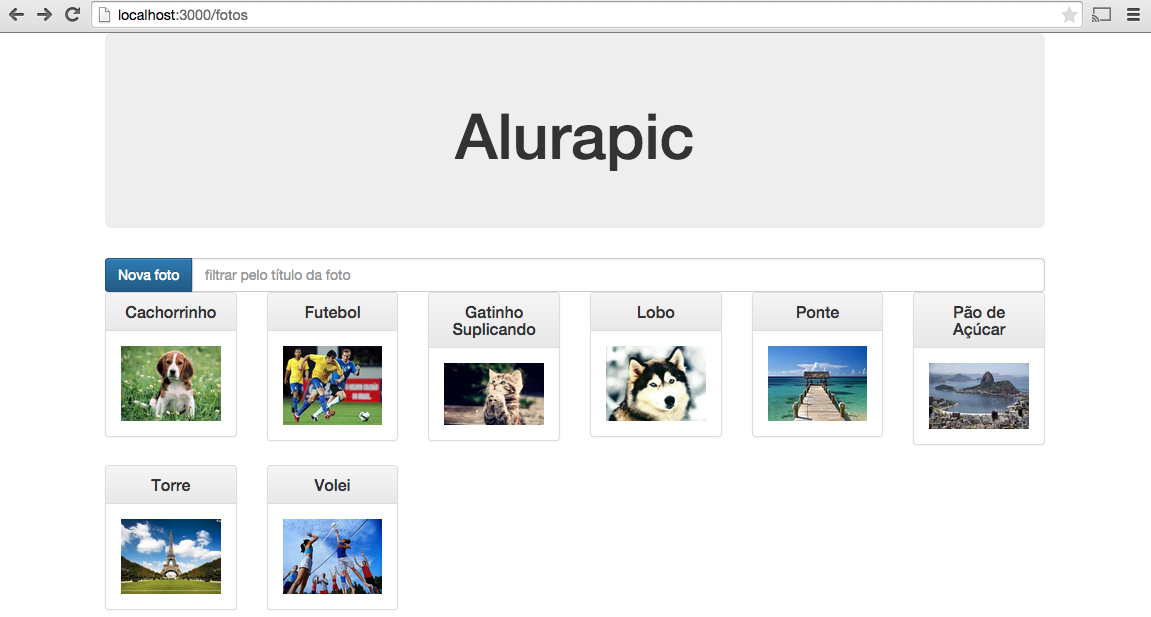 localhost:3000/fotos
Alurapic
Nova foto
filtrar pelo título da foto
Cachorrinho
Futebol
Gatinho
Suplicando
Lobo
Ponte
Pão de
Açúcar
Torre
Volei